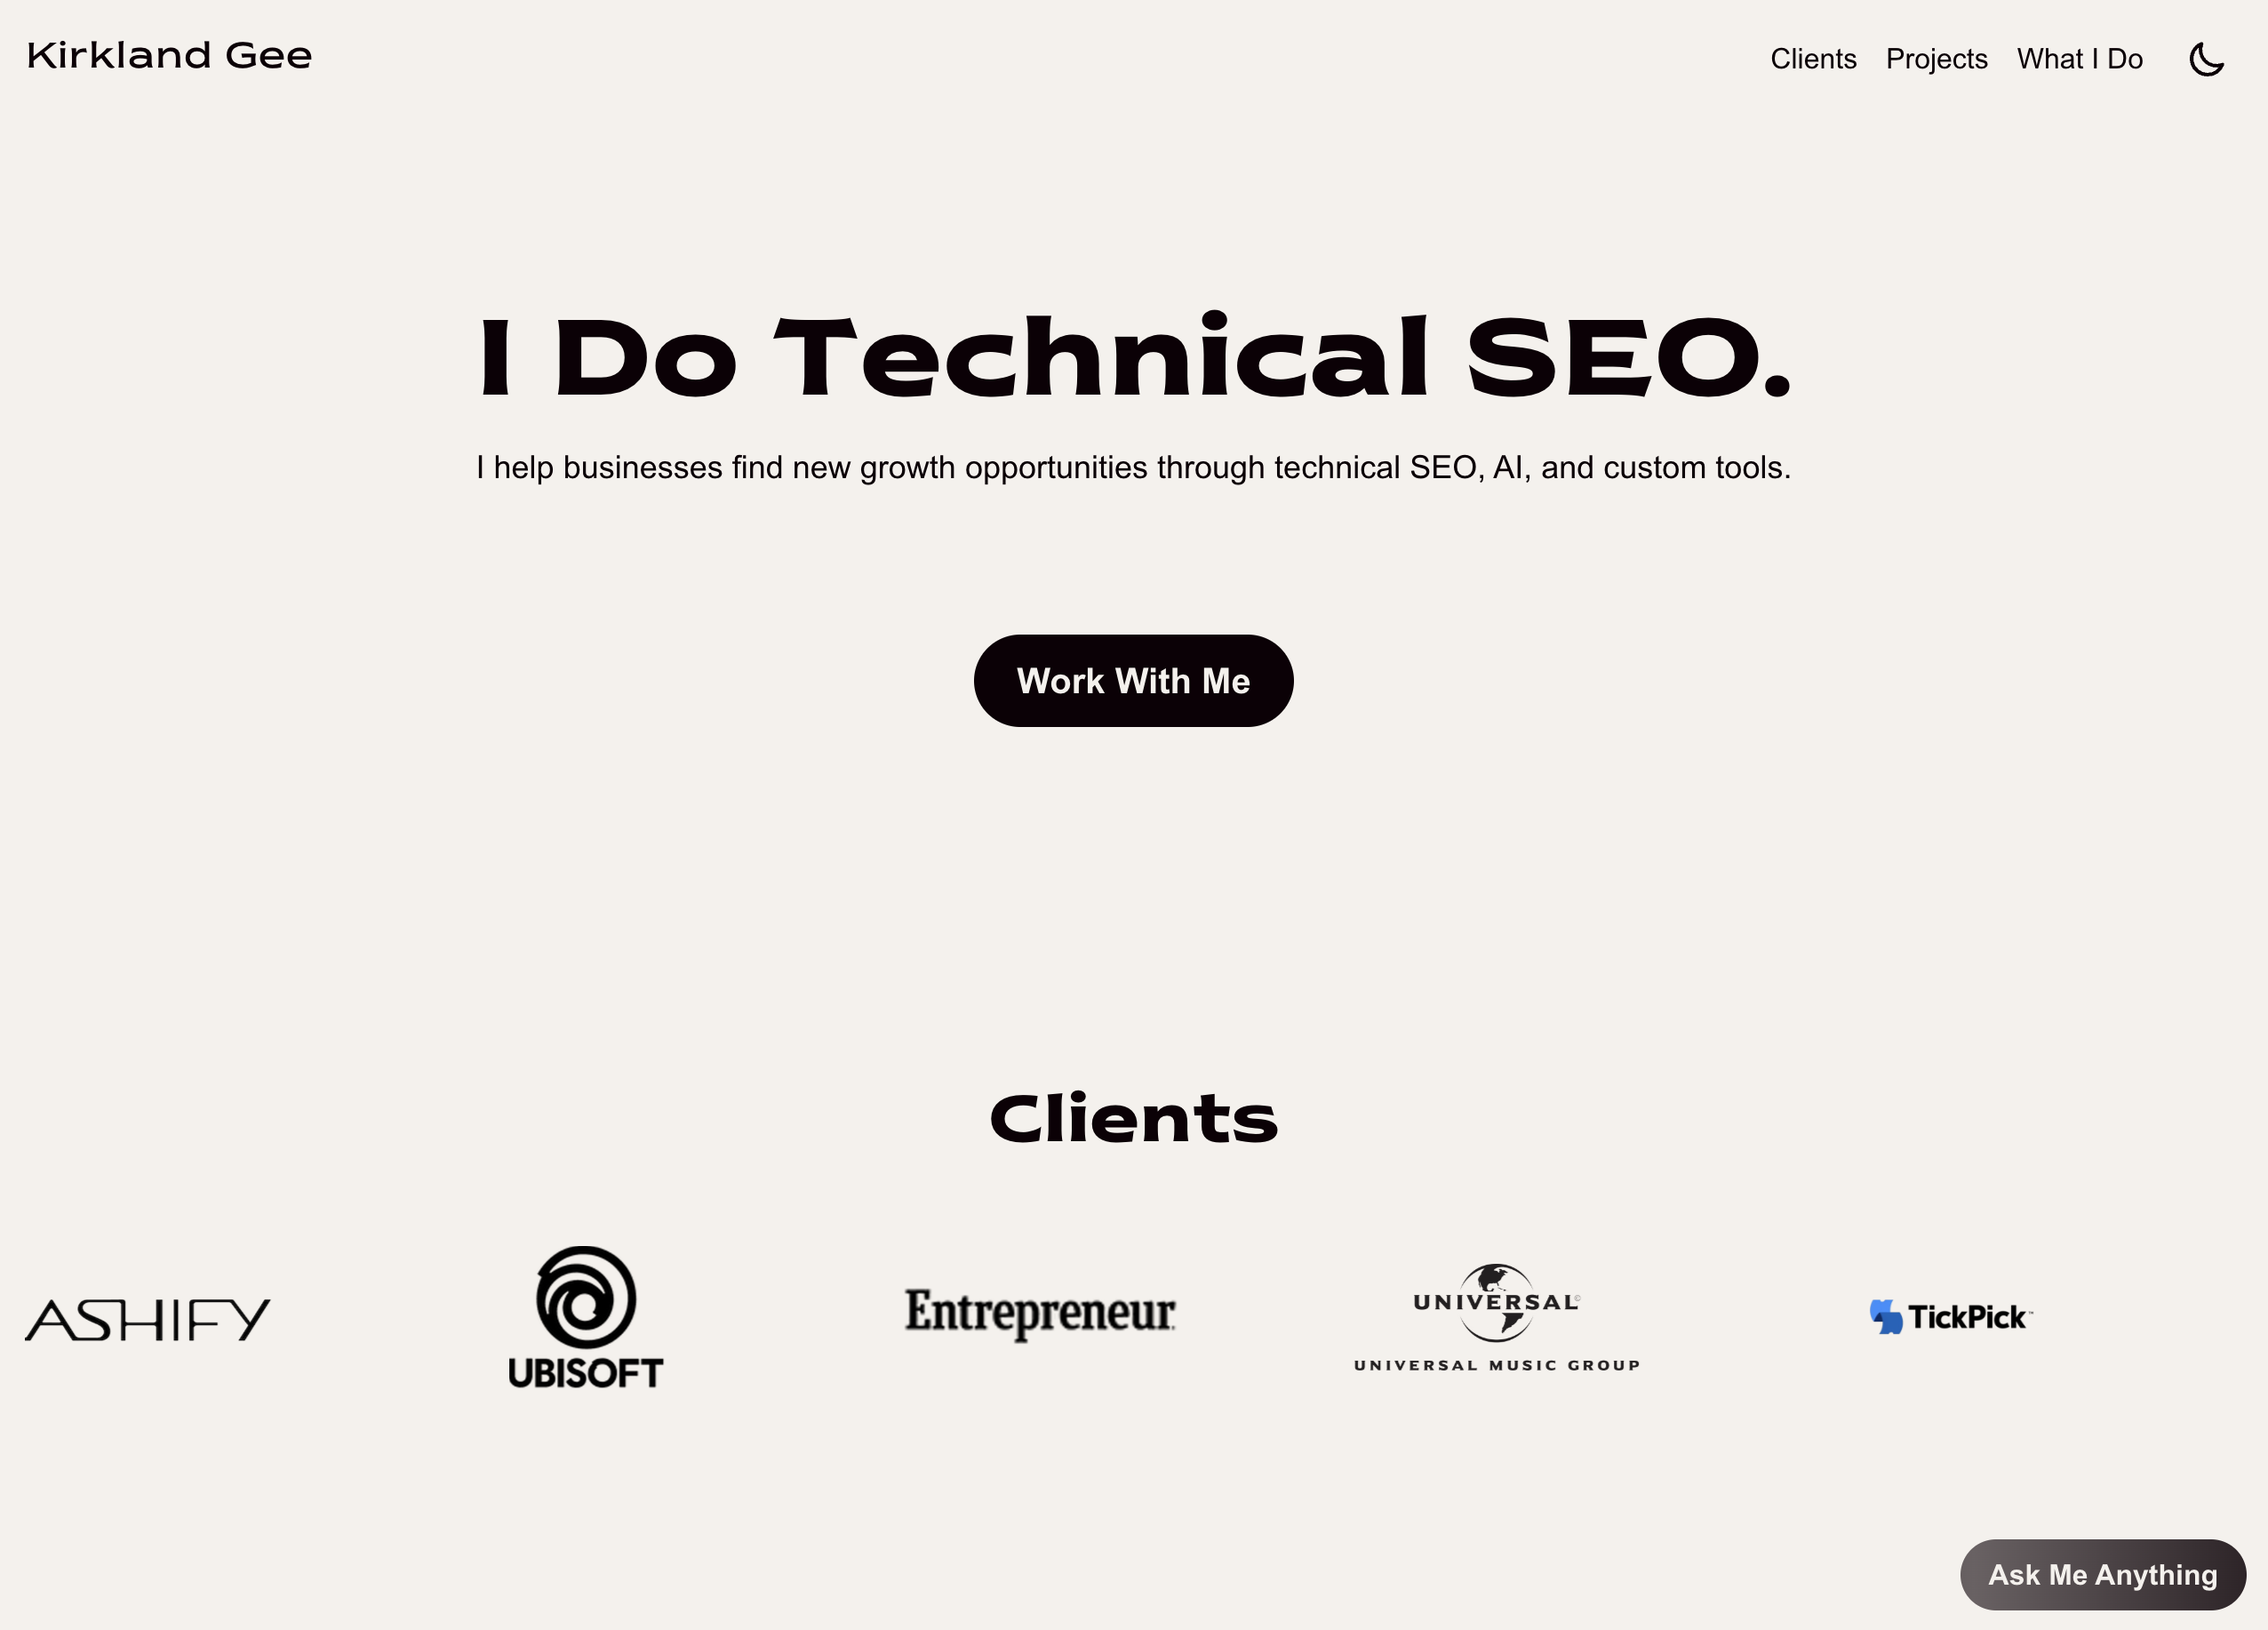 Kirkland Gee
Clients Projects What I Do
I Do Technical SEO.
I help businesses find new growth opportunities through technical SEO, AI, and custom tools.
Work With Me
Clients
ASHIFY
UBISOFT
Entrepreneur
UNIVERSAL©
UNIVERSAL MUSIC GROUP
TickPick™
Ask Me Anything